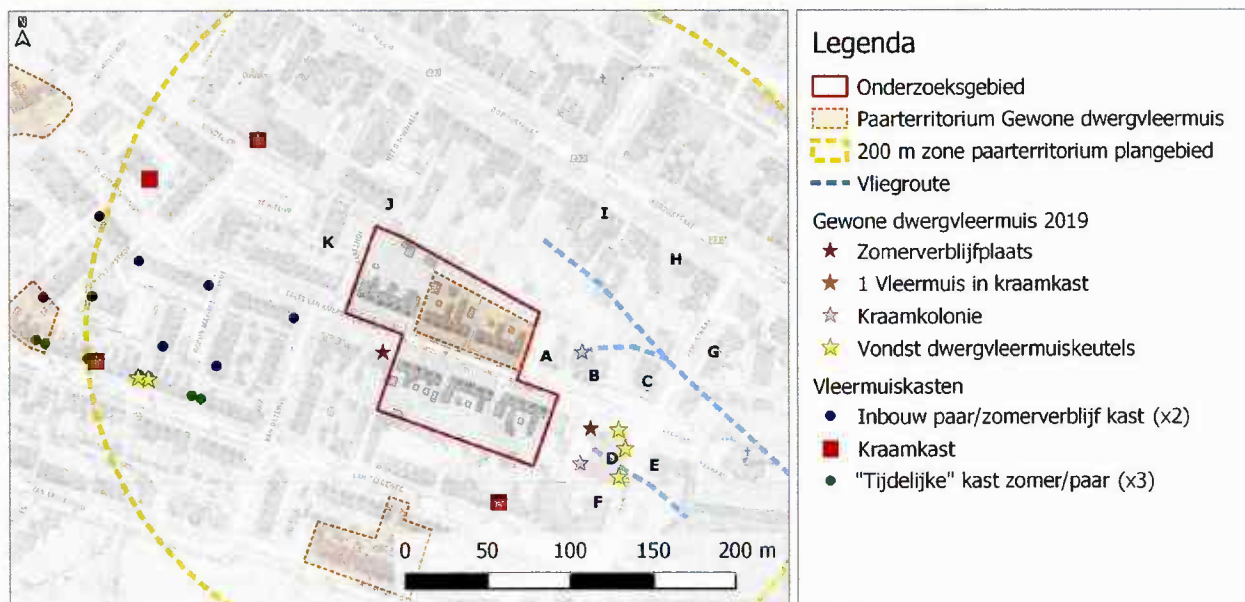 N
J
K
I
H
A
B
C
G
D
E
F
0 50 100 150 200 m
Legenda
Onderzoeksgebied
Paarterritorium Gewone dwergvleermuis
200 m zone paarterritorium plangebied
Vliegroute
Gewone dwergvleermuis 2019
Zomerverblijfplaats
1 Vleermuis in kraamkast
Kraamkolonie
Vondst dwergvleermuiskeutels
Vleermuiskasten
Inbouw paar/zomerverblijf kast (x2)
Kraamkast
"Tijdelijke" kast zomer/paar (x3)